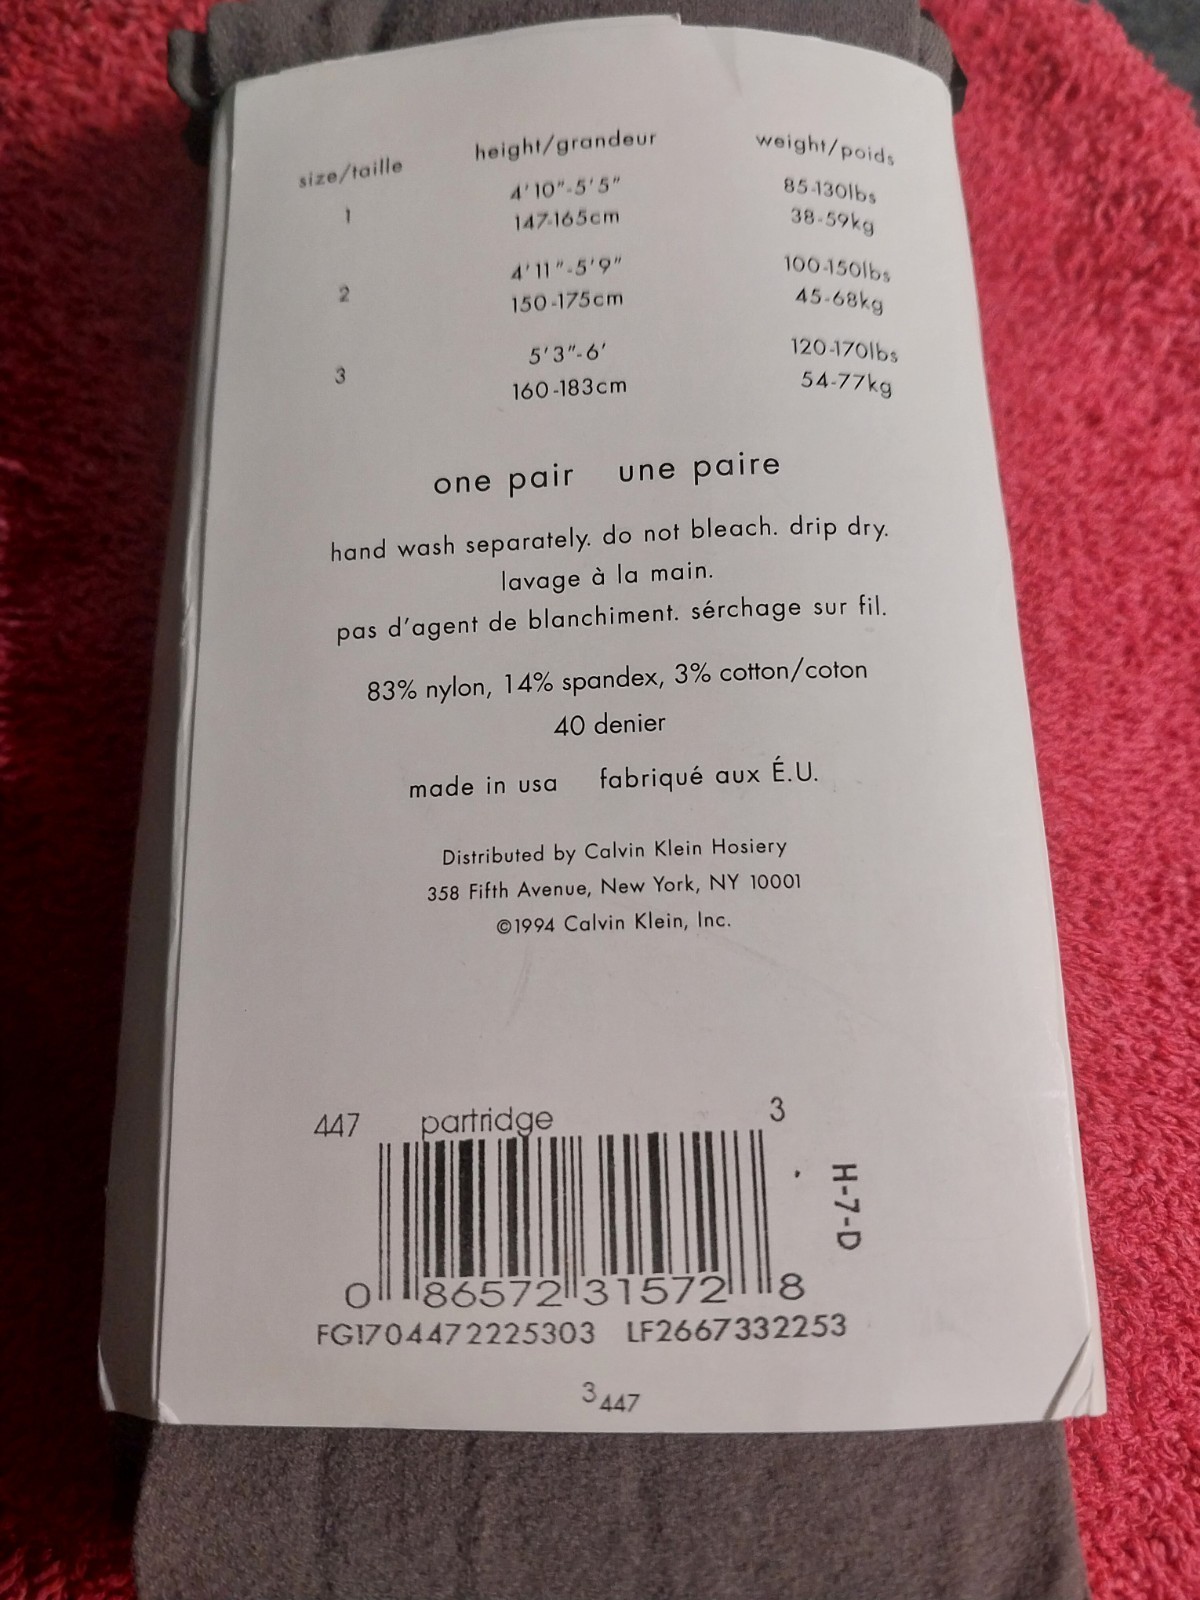 size/taille height/grandeur weight/poids
1 4'10"-5'5" 85-130lbs
147-165cm 38-59kg
2 4'11"-5'9" 100-150lbs
150-175cm 45-68kg
3 5'3"-6' 120-170lbs
160-183cm 54-77kg
one pair une paire
hand wash separately. do not bleach. drip dry.
lavage à la main.
pas d'agent de blanchiment. sérchage sur fil.
83% nylon, 14% spandex, 3% cotton/coton
40 denier
made in usa fabriqué aux É.U.
Distributed by Calvin Klein Hosiery
358 Fifth Avenue, New York, NY 10001
©1994 Calvin Klein, Inc.
447 partridge 3
H-7-D
0 86572 31572 8
FG1704472225303 LF2667332253
3 447